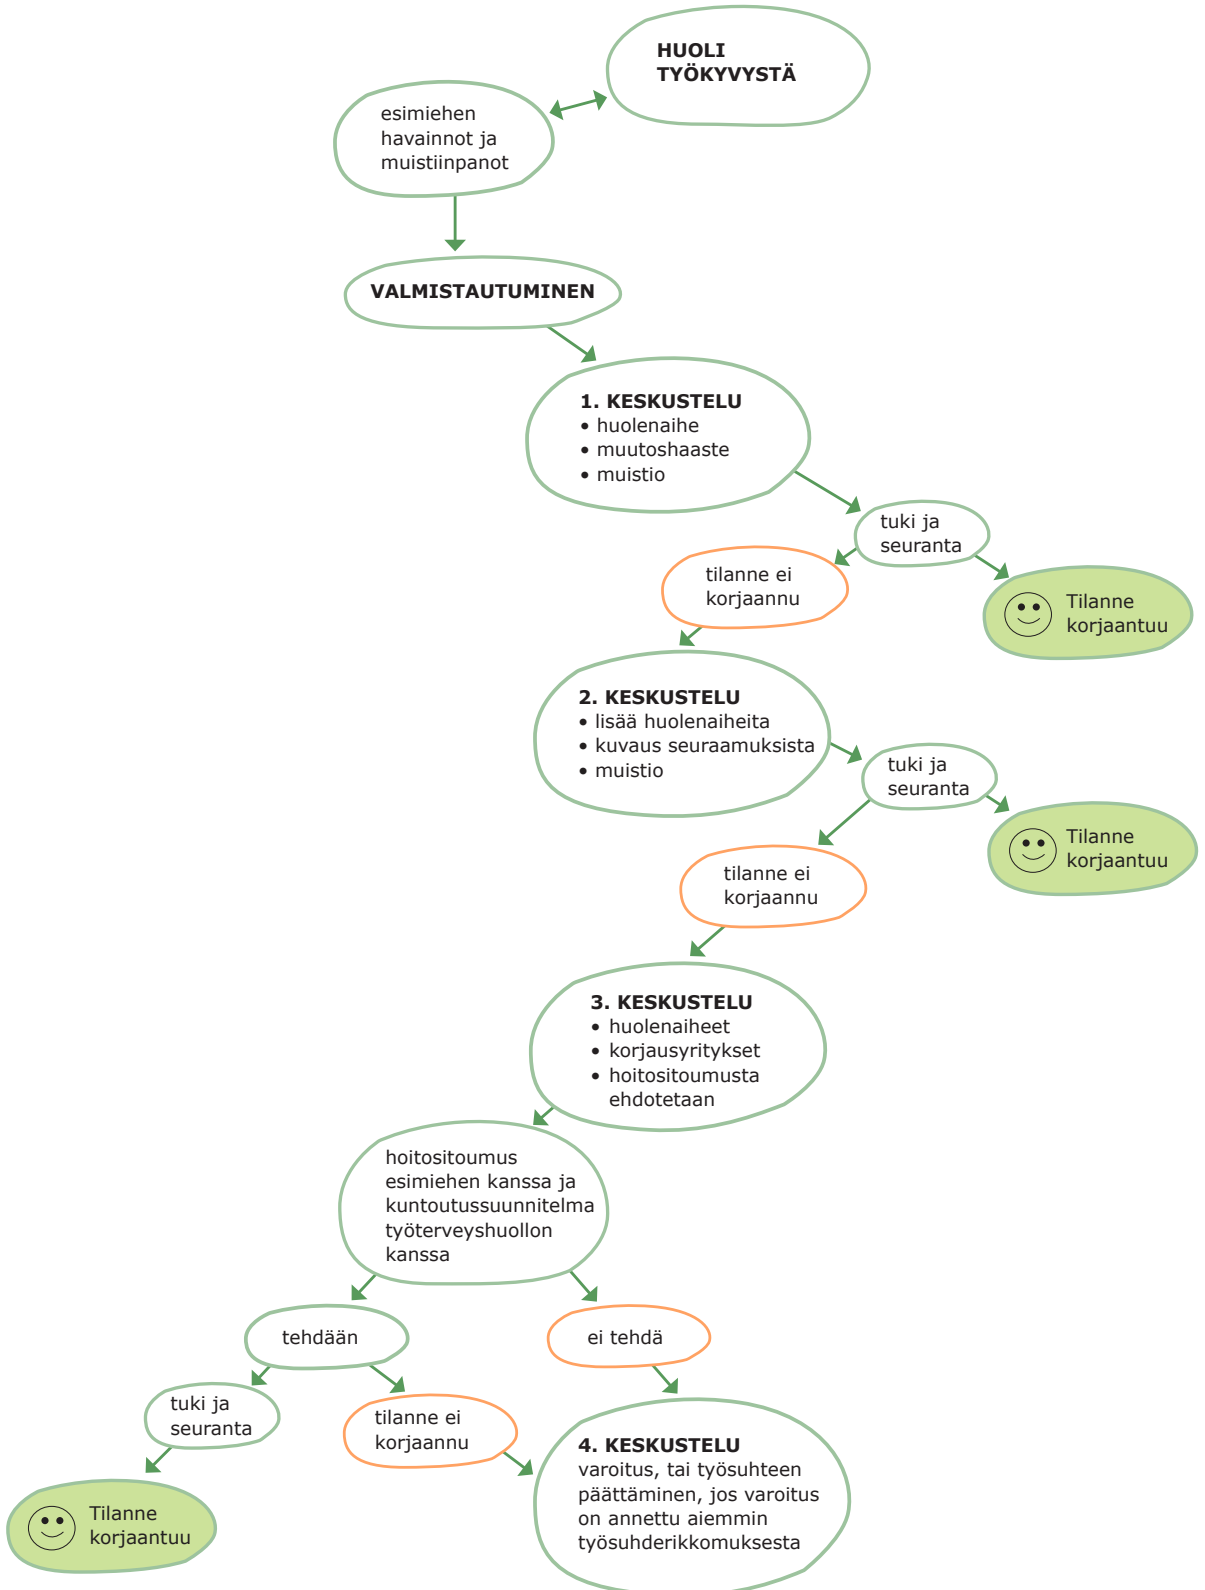 HUOLI
TYÖKYVYSTÄ
esimiehen
havainnot ja
muistiinpanot
VALMISTAUTUMINEN
1. KESKUSTELU
• huolenaihe
• muutoshaaste
• muistio
tuki ja
seuranta
tilanne ei
korjaannu
Tilanne
korjaantuu
2. KESKUSTELU
• lisää huolenaiheita
• kuvaus seuraamuksista
• muistio
tuki ja
seuranta
Tilanne
korjaantuu
tilanne ei
korjaannu
3. KESKUSTELU
• huolenaiheet
• korjausyritykset
• hoitositoumusta
ehdotetaan
hoitositoumus
esimiehen kanssa ja
kuntoutussuunnitelma
työterveyshuollon
kanssa
tehdään
ei tehdä
tuki ja
seuranta
tilanne ei
korjaannu
4. KESKUSTELU
varoitus, tai työsuhteen
päättäminen, jos varoitus
on annettu aiemmin
työsuhderikkomuksesta
Tilanne
korjaantuu